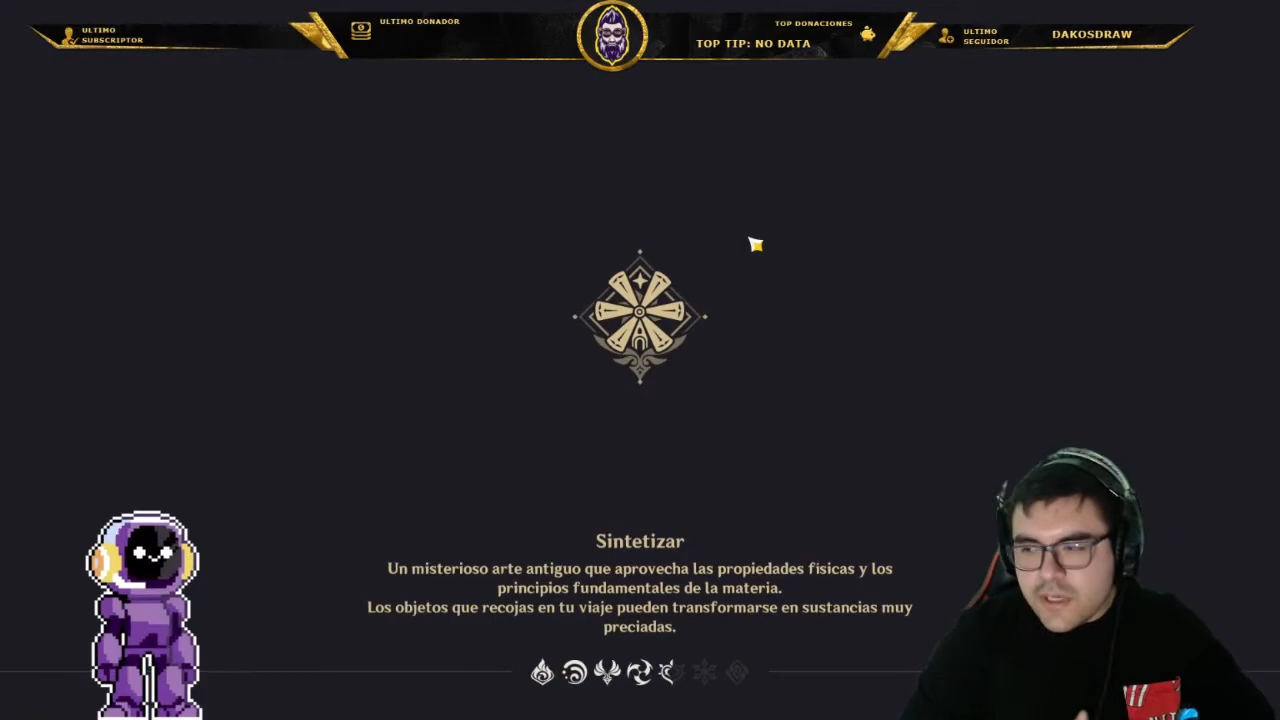 ULTIMO
SUBSCRIPTOR
ULTIMO DONADOR
TOP DONACIONES
TOP TIP: NO DATA
ULTIMO
SEGUIDOR
DAKOSDRAW
Sintetizar
Un misterioso arte antiguo que aprovecha las propiedades físicas y los
principios fundamentales de la materia.
Los objetos que recojas en tu viaje pueden transformarse en sustancias muy
preciadas.